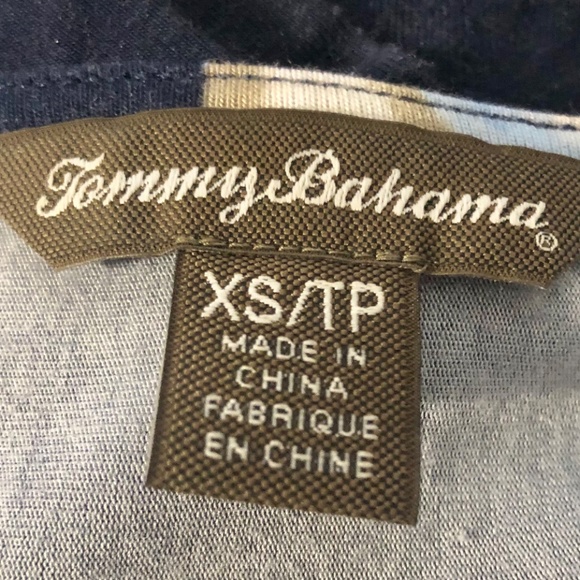 Tommy Bahama®
XS/TP
MADE IN
CHINA
FABRIQUE
EN CHINE